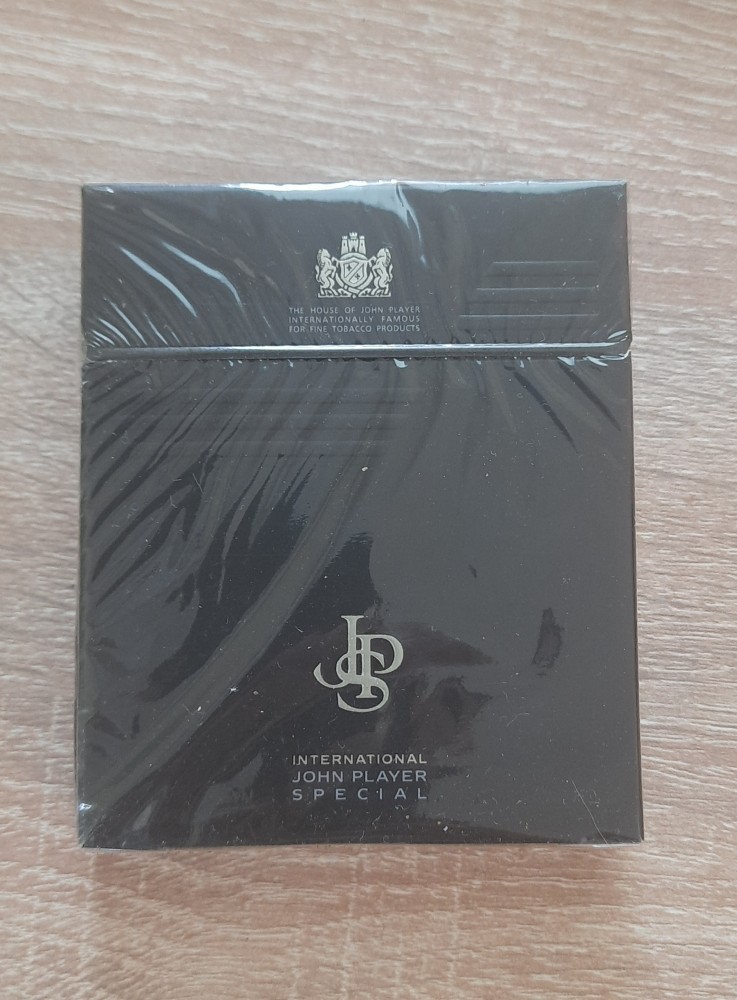 THE HOUSE OF JOHN PLAYER
INTERNATIONALLY FAMOUS
FOR FINE TOBACCO PRODUCTS
JPS
INTERNATIONAL
JOHN PLAYER
SPECIAL